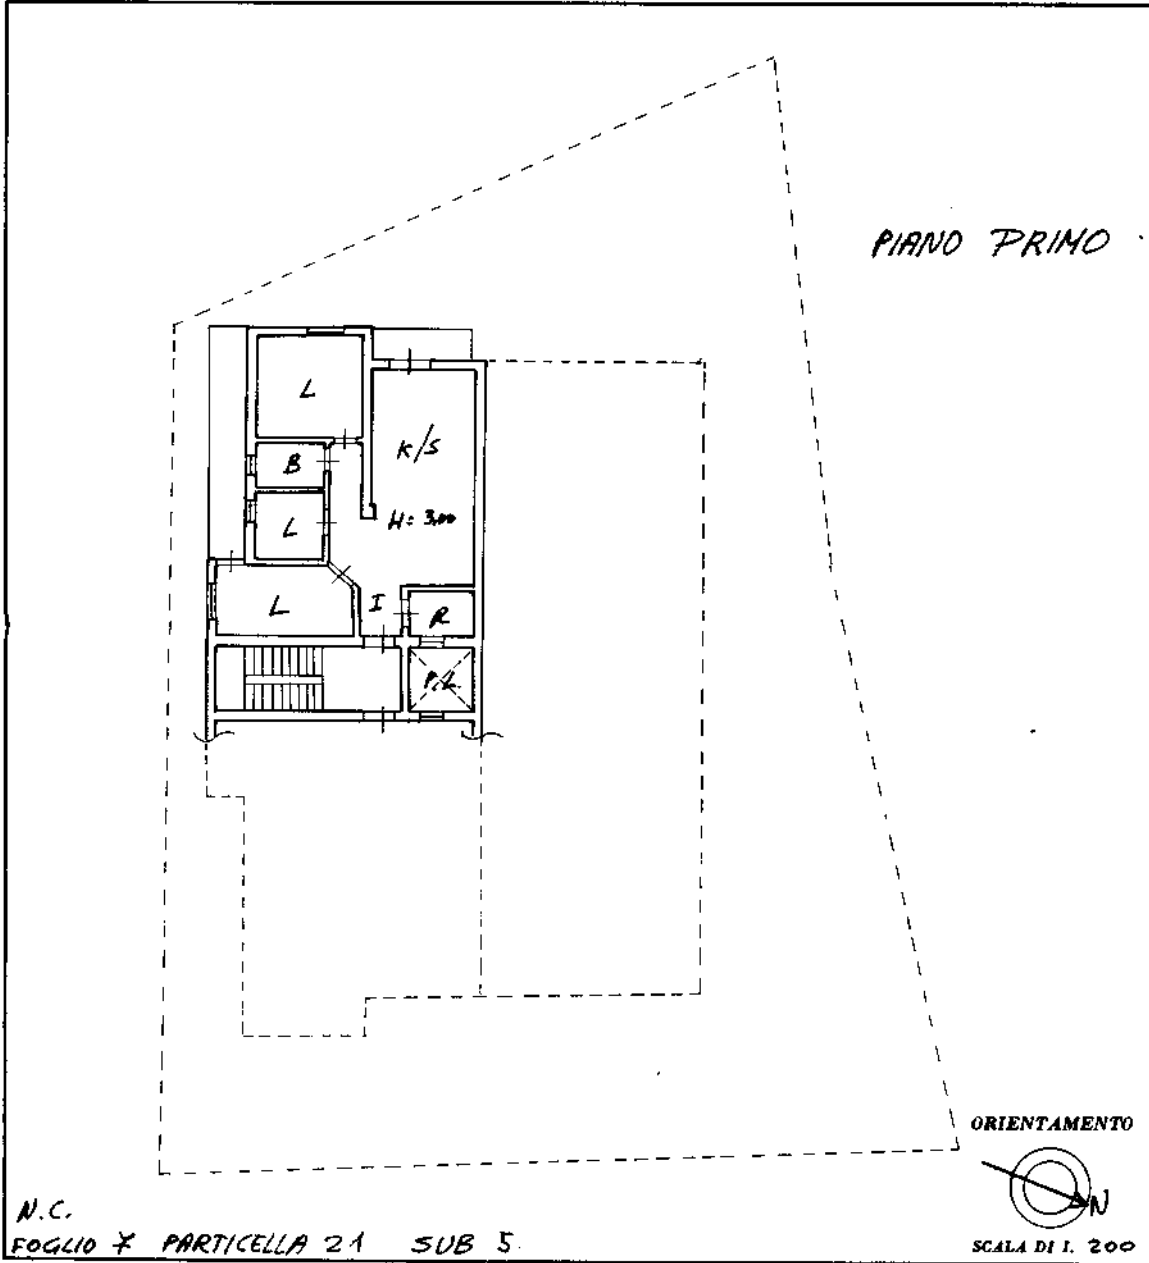 PIANO PRIMO
L
K/S
B
H: 3,00
L
L
I
R
P.L.
ORIENTAMENTO
N
N.C.
FOGLIO 7 PARTICELLA 21 SUB 5
SCALA DI 1. 200